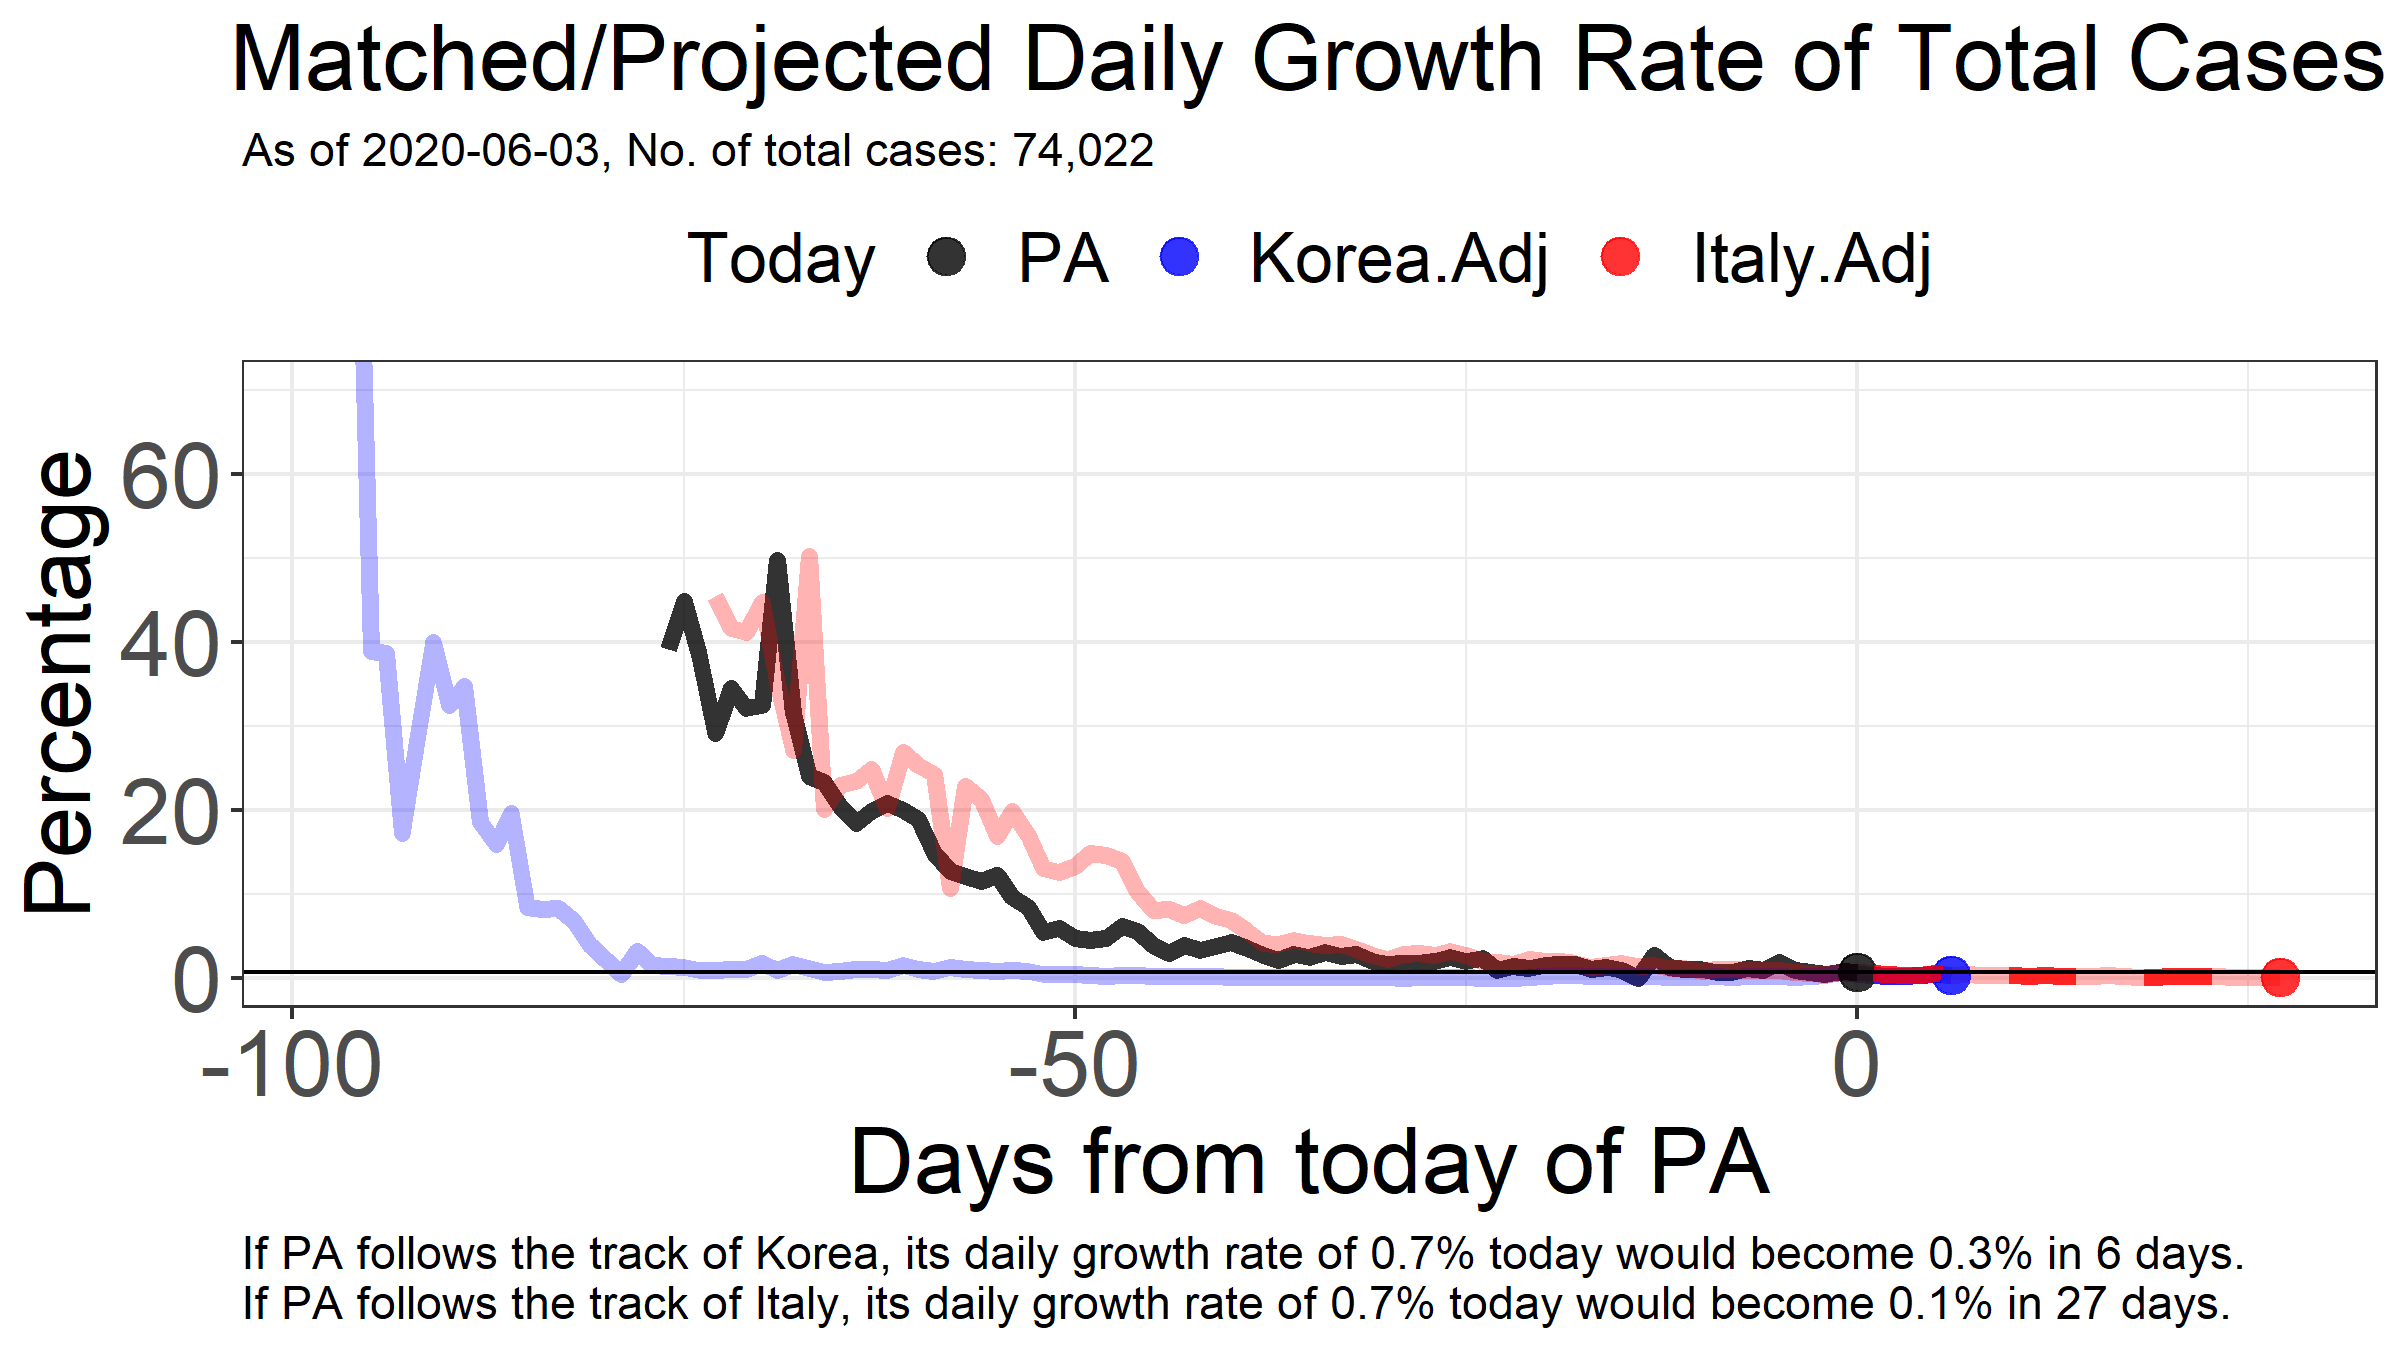 Matched/Projected Daily Growth Rate of Total Cases
As of 2020-06-03, No. of total cases: 74,022
Today PA Korea.Adj Italy.Adj
Percentage
60
40
20
0
-100 -50 0
Days from today of PA
If PA follows the track of Korea, its daily growth rate of 0.7% today would become 0.3% in 6 days.
If PA follows the track of Italy, its daily growth rate of 0.7% today would become 0.1% in 27 days.